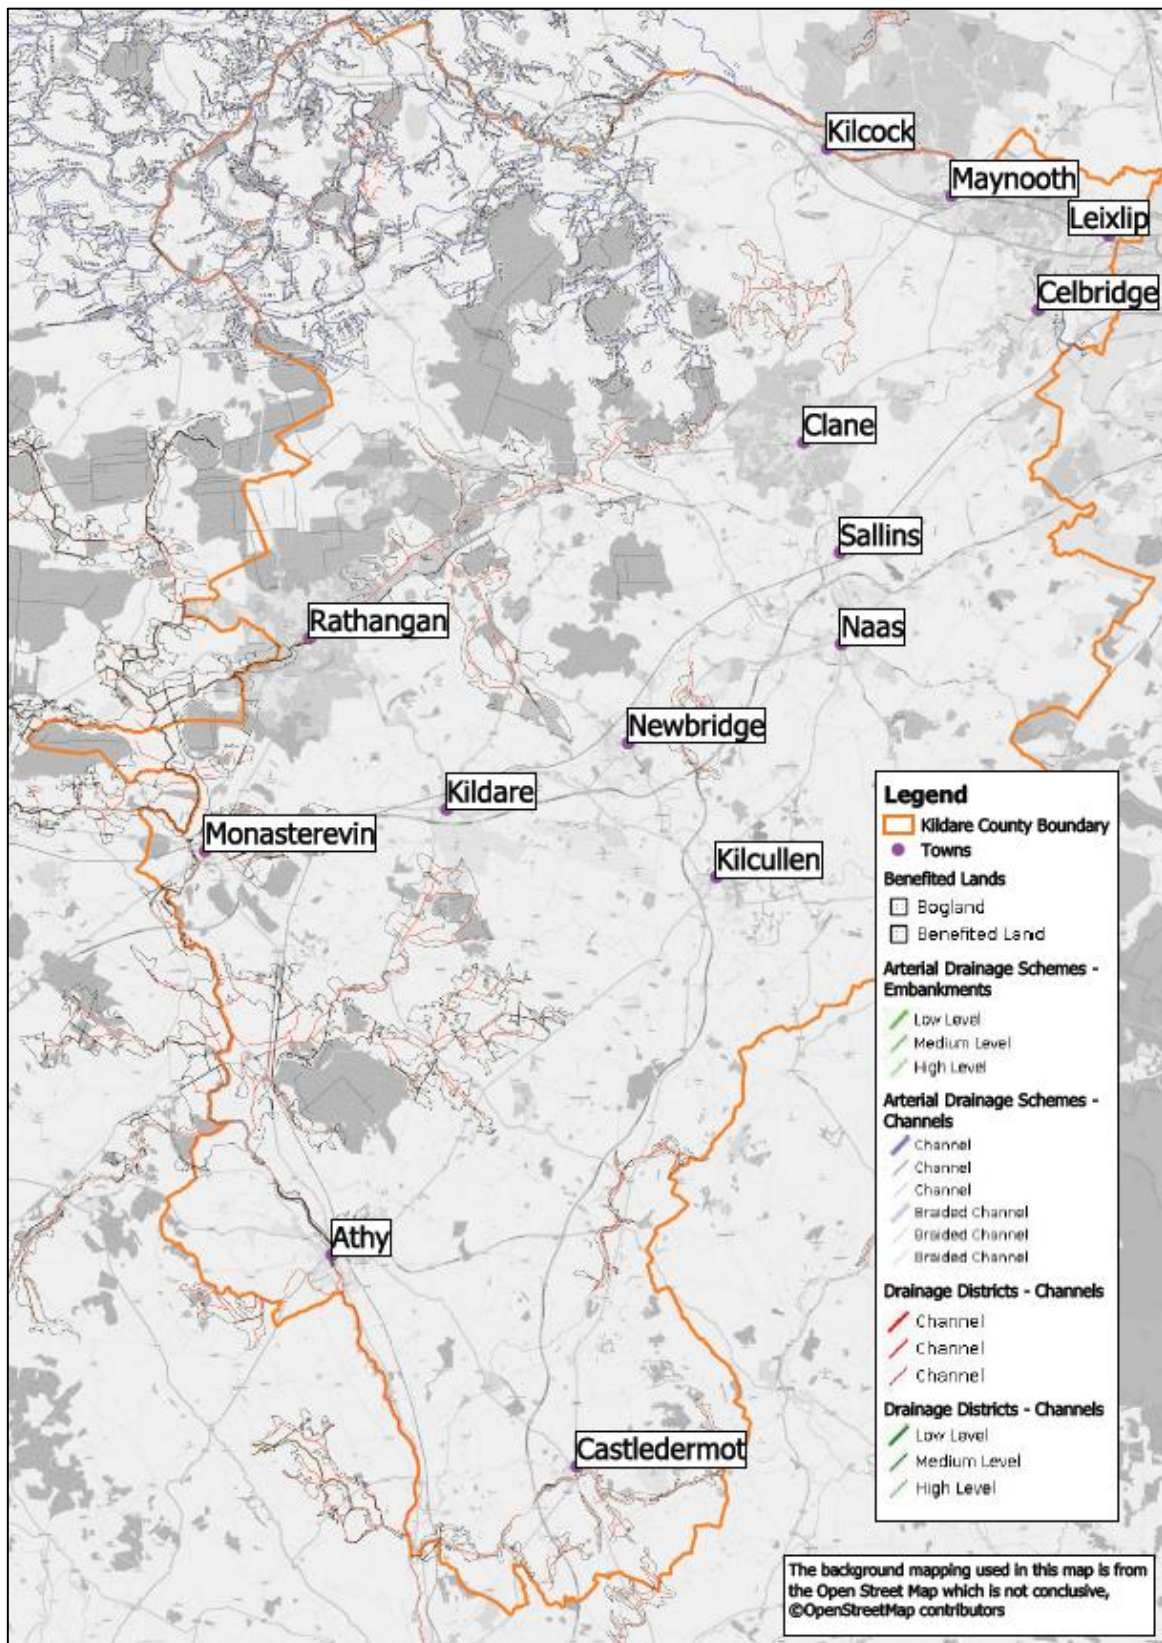 Kilcock
Maynooth
Leixlip
Celbridge
Clane
Sallins
Rathangan
Naas
Newbridge
Kildare
Monasterevin
Kilcullen
Athy
Castledermot
Legend
Kildare County Boundary
Towns
Benefited Lands
Bogland
Benefited Land
Arterial Drainage Schemes -
Embankments
Low Level
Medium Level
High Level
Arterial Drainage Schemes -
Channels
Channel
Channel
Channel
Braided Channel
Braided Channel
Braided Channel
Drainage Districts - Channels
Channel
Channel
Channel
Drainage Districts - Channels
Low Level
Medium Level
High Level
The background mapping used in this map is from
the Open Street Map which is not conclusive,
©OpenStreetMap contributors